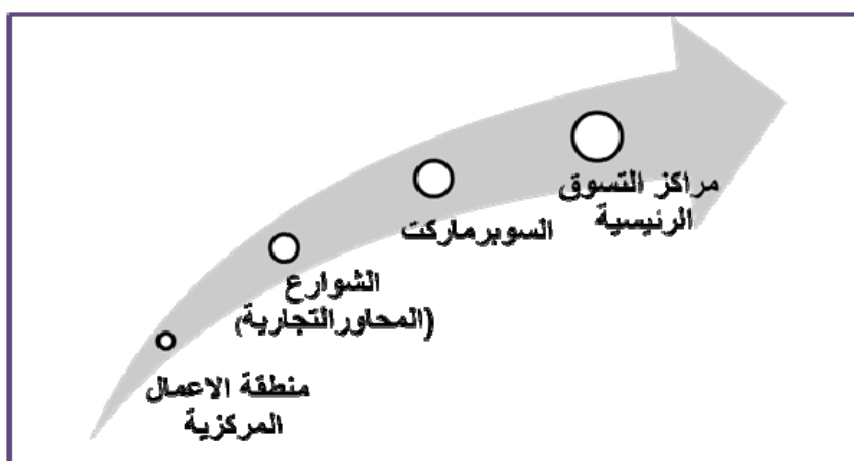 مراكز التسوق
الرئيسية
السوبرماركت
الشوارع
(المحاورالتجارية)
منطقة الاعمال
المركزية